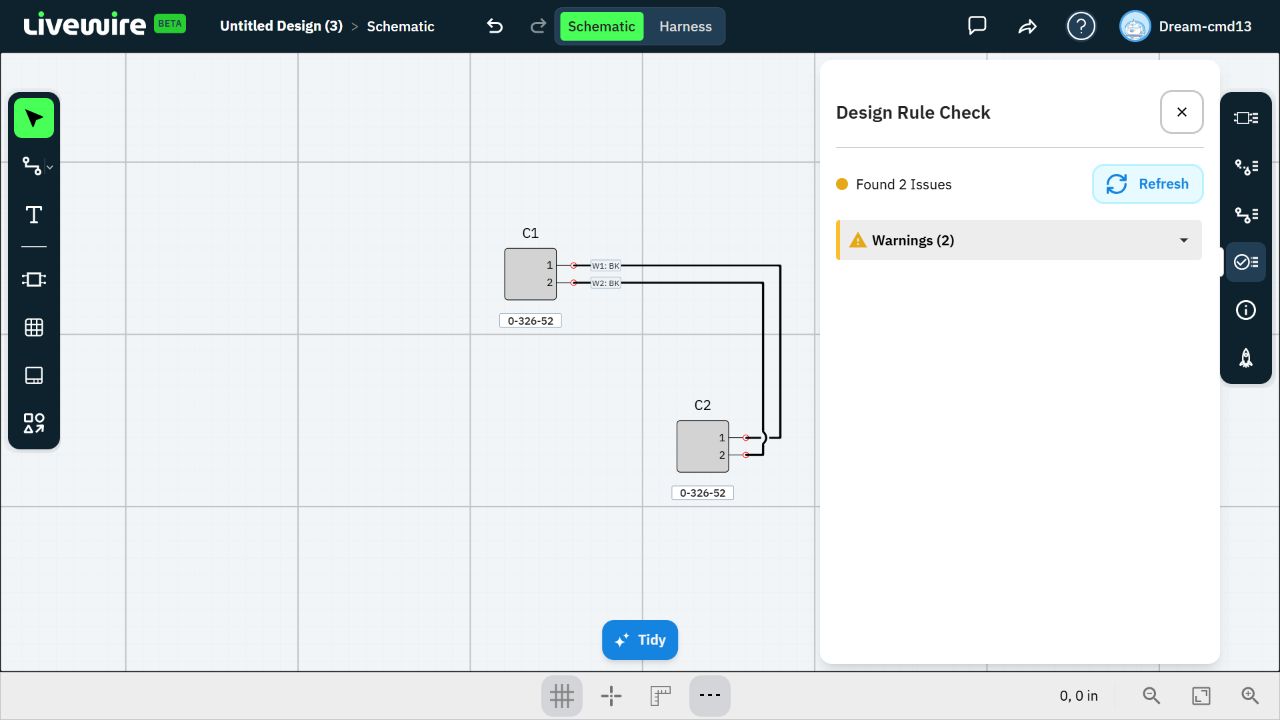 Livewire BETA
Untitled Design (3) > Schematic
Schematic Harness
? Dream-cmd13
T
Design Rule Check
Found 2 Issues
Refresh
Warnings (2)
C1
1 W1: BK
2 W2: BK
0-326-52
C2
1
2
0-326-52
Tidy
0, 0 in